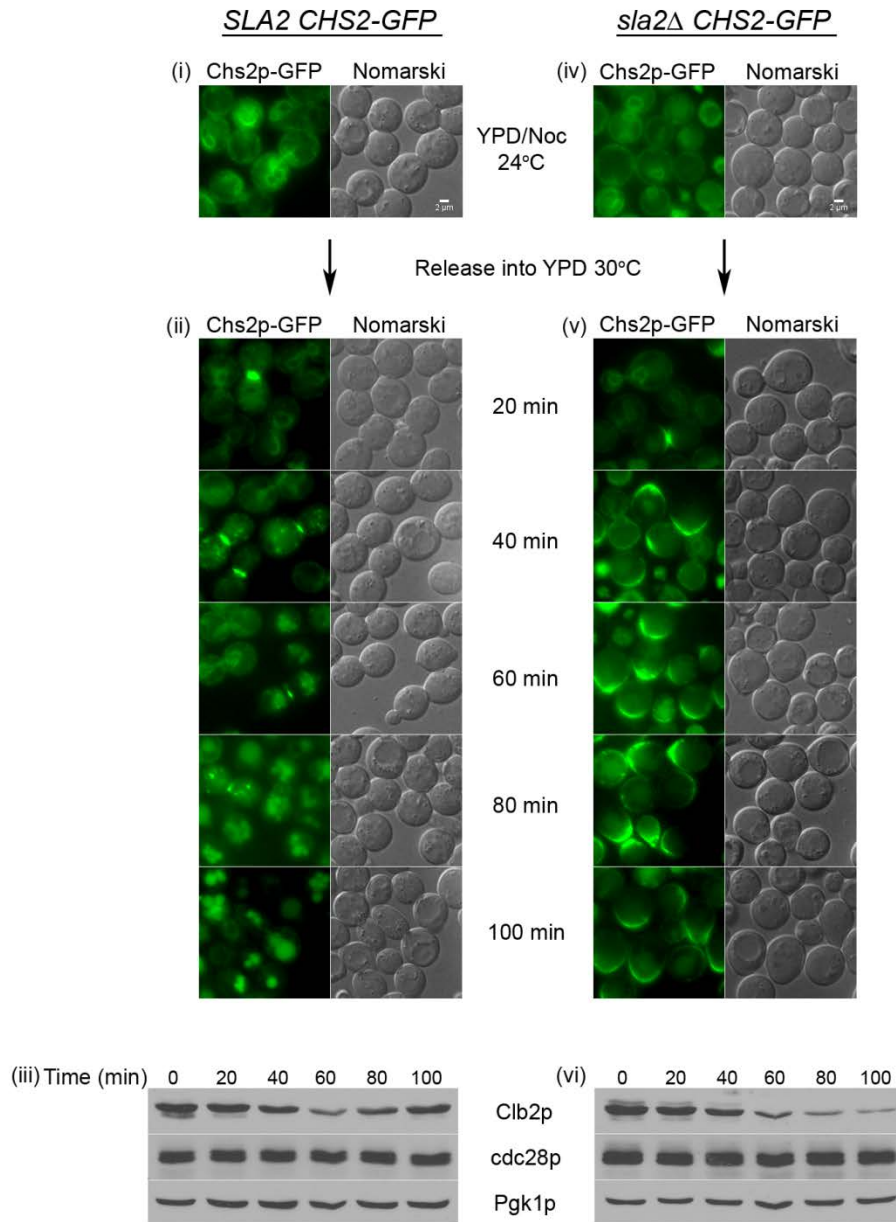 SLA2 CHS2-GFP
sla2Δ CHS2-GFP
(i) Chs2p-GFP Nomarski
(iv) Chs2p-GFP Nomarski
YPD/Noc
24°C
2 μm
2 μm
Release into YPD 30°C
(ii) Chs2p-GFP Nomarski
(v) Chs2p-GFP Nomarski
20 min
40 min
60 min
80 min
100 min
(iii) Time (min) 0 20 40 60 80 100
(vi) 0 20 40 60 80 100
Clb2p
cdc28p
Pgk1p